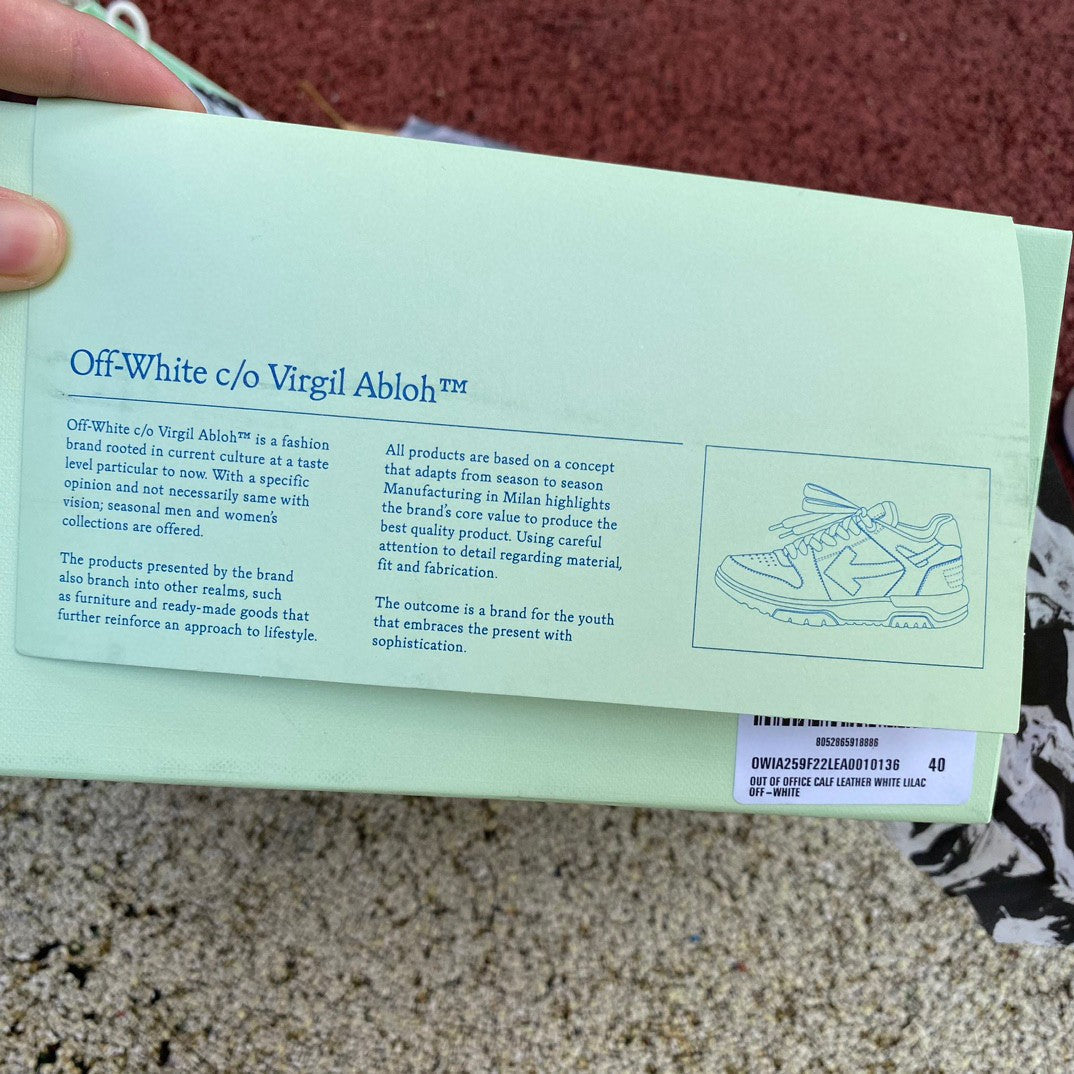 Off-White c/o Virgil Abloh™
Off-White c/o Virgil Abloh™ is a fashion
brand rooted in current culture at a taste
level particular to now. With a specific
opinion and not necessarily same with
vision; seasonal men and women's
collections are offered.
The products presented by the brand
also branch into other realms, such
as furniture and ready-made goods that
further reinforce an approach to lifestyle.
All products are based on a concept
that adapts from season to season
Manufacturing in Milan highlights
the brand's core value to produce the
best quality product. Using careful
attention to detail regarding material,
fit and fabrication.
The outcome is a brand for the youth
that embraces the present with
sophistication.
8052865918886
OWIA259F22LEA0010136 40
OUT OF OFFICE CALF LEATHER WHITE LILAC
OFF-WHITE